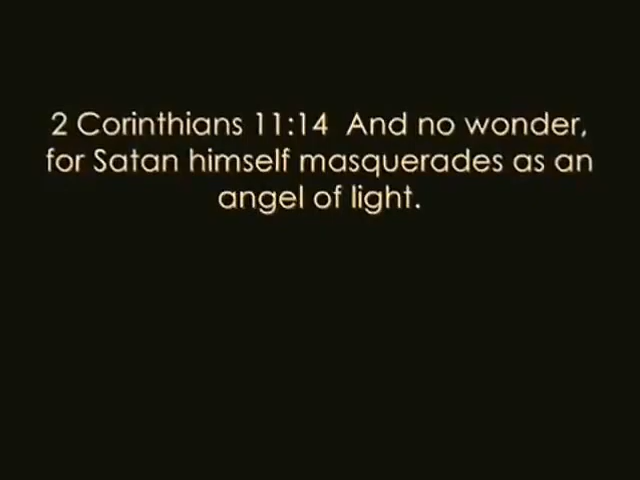 2 Corinthians 11:14  And no wonder,
for Satan himself masquerades as an
angel of light.